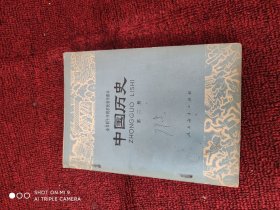 全日制十年制学校初中课本
中国历史
ZHONGGUO LISHI
第一册
人民教育出版社
SHOT ON MI 9
AI TRIPLE CAMERA